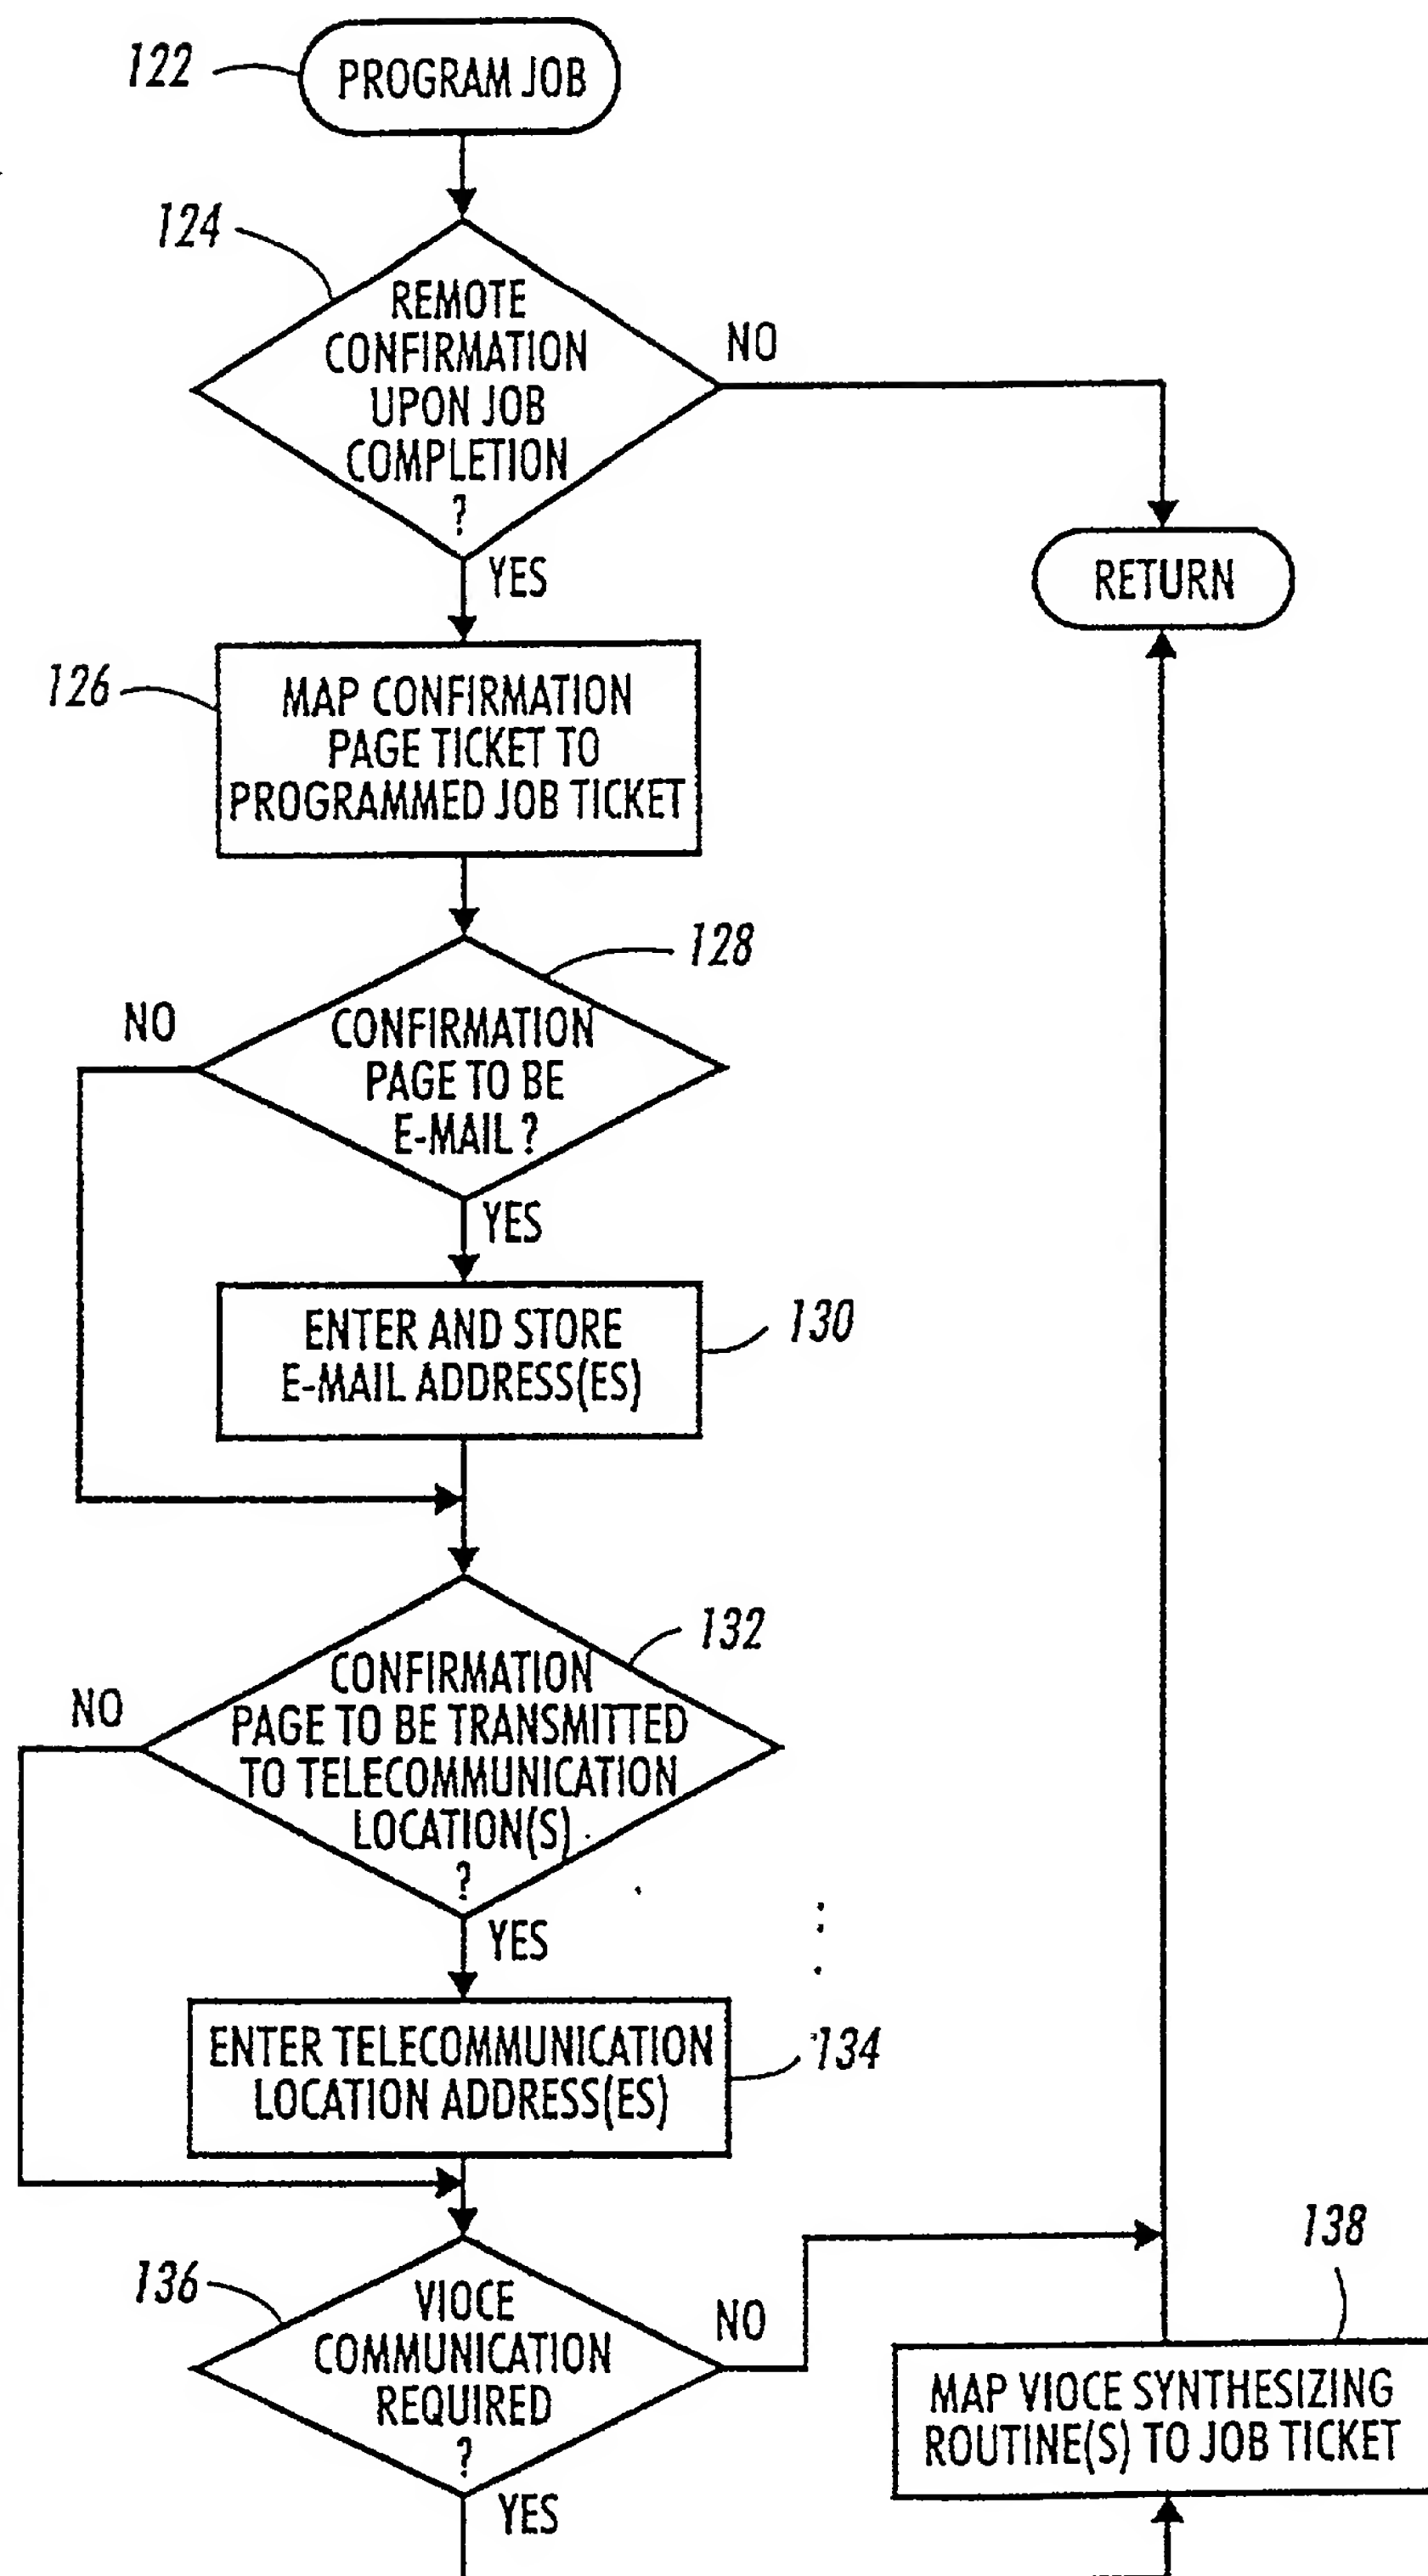 122
PROGRAM JOB
124
REMOTE
CONFIRMATION
UPON JOB
COMPLETION
?
NO
YES
RETURN
126
MAP CONFIRMATION
PAGE TICKET TO
PROGRAMMED JOB TICKET
128
NO
CONFIRMATION
PAGE TO BE
E-MAIL ?
YES
130
ENTER AND STORE
E-MAIL ADDRESS(ES)
132
NO
CONFIRMATION
PAGE TO BE TRANSMITTED
TO TELECOMMUNICATION
LOCATION(S)
?
YES
134
ENTER TELECOMMUNICATION
LOCATION ADDRESS(ES)
136
VIOCE
COMMUNICATION
REQUIRED
?
NO
YES
138
MAP VIOCE SYNTHESIZING
ROUTINE(S) TO JOB TICKET